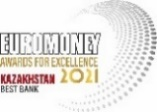 EUROMONEY
AWARDS FOR EXCELLENCE
KAZAKHSTAN 2021
BEST BANK